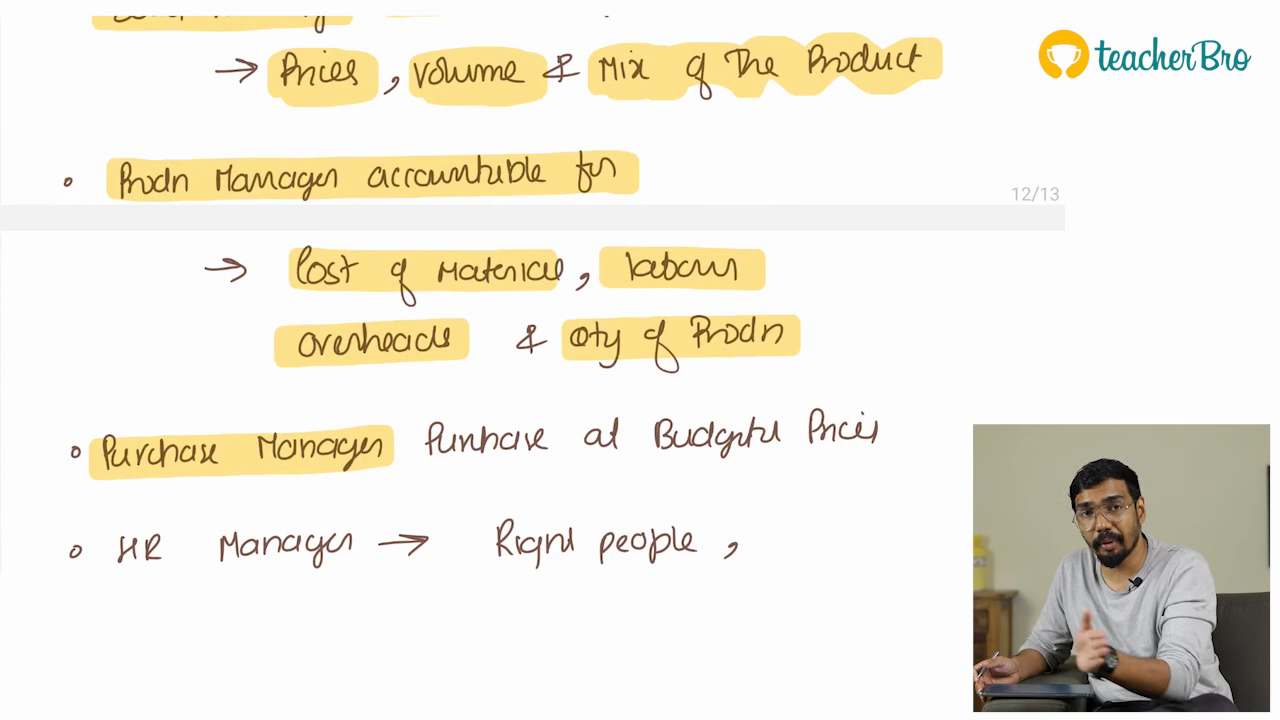 teacherBro
→ Prices, volume & Mix of The Product
• Prodn Manager accountable for
12/13
→ Cost of Material, labour
overheads & Qty of Prodn
• Purchase Manager Purchase at Budgeted Prices
• HR Manager → Right people,